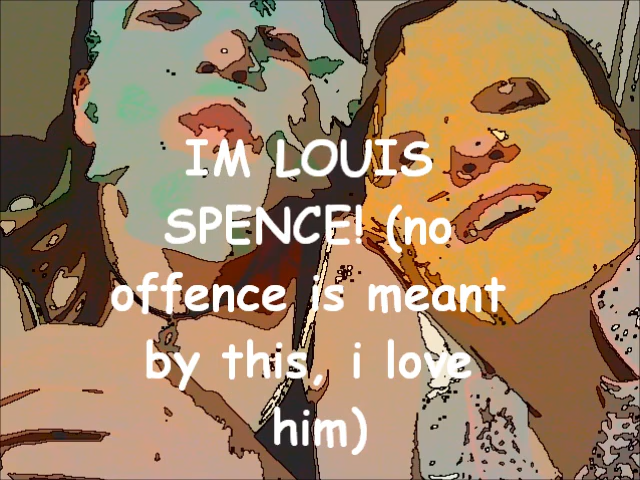 IM LOUIS
SPENCE! (no
offence is meant
by this, i love
him)